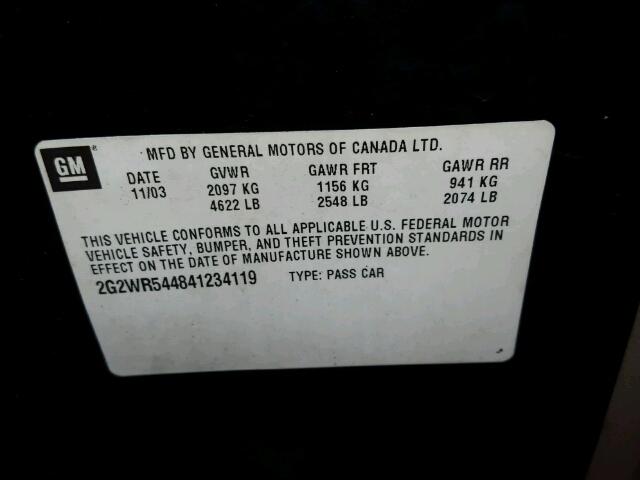 GM® MFD BY GENERAL MOTORS OF CANADA LTD.
DATE GVWR GAWR FRT GAWR RR
11/03 2097 KG 1156 KG 941 KG
4622 LB 2548 LB 2074 LB
THIS VEHICLE CONFORMS TO ALL APPLICABLE U.S. FEDERAL MOTOR
VEHICLE SAFETY, BUMPER, AND THEFT PREVENTION STANDARDS IN
EFFECT ON THE DATE OF MANUFACTURE SHOWN ABOVE.
2G2WR544841234119 TYPE: PASS CAR